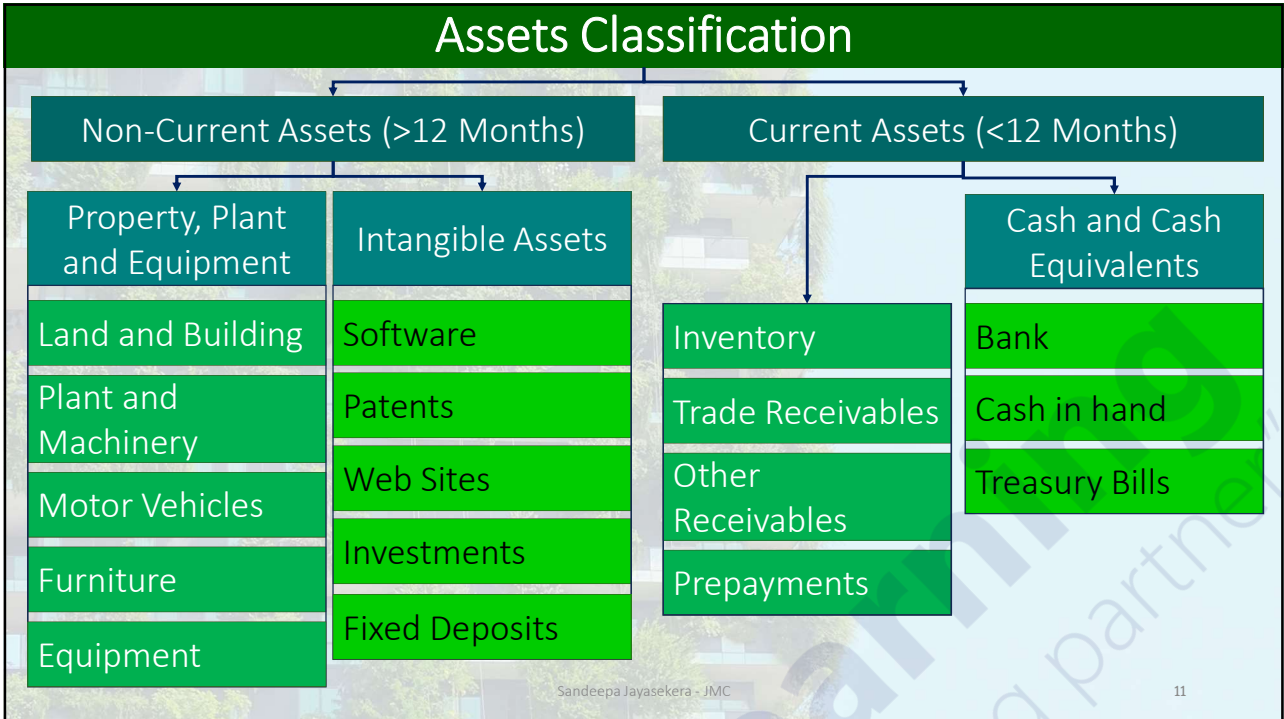 Assets Classification
Non-Current Assets (>12 Months)
Current Assets (<12 Months)
Property, Plant
and Equipment
Land and Building
Plant and
Machinery
Motor Vehicles
Furniture
Equipment
Intangible Assets
Software
Patents
Web Sites
Investments
Fixed Deposits
Inventory
Trade Receivables
Other
Receivables
Prepayments
Cash and Cash
Equivalents
Bank
Cash in hand
Treasury Bills
Sandeepa Jayasekera - JMC
11